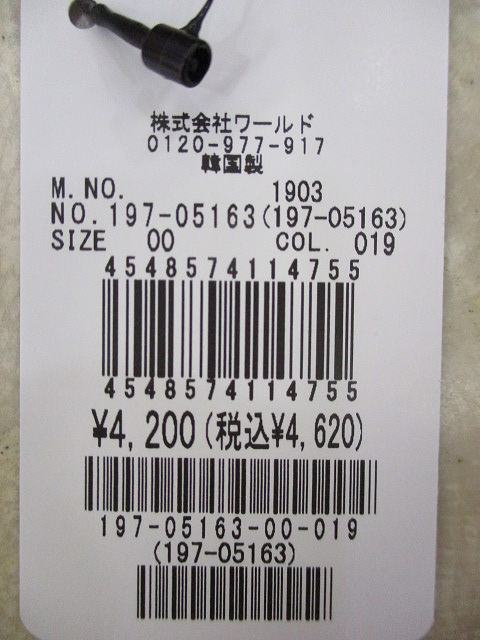 株式会社ワールド
0120-977-917
韓国製
M.NO. 1903
NO.197-05163(197-05163)
SIZE 00 COL. 019
4548574114755
4548574114755
¥4,200(税込¥4,620)
197-05163-00-019
(197-05163)